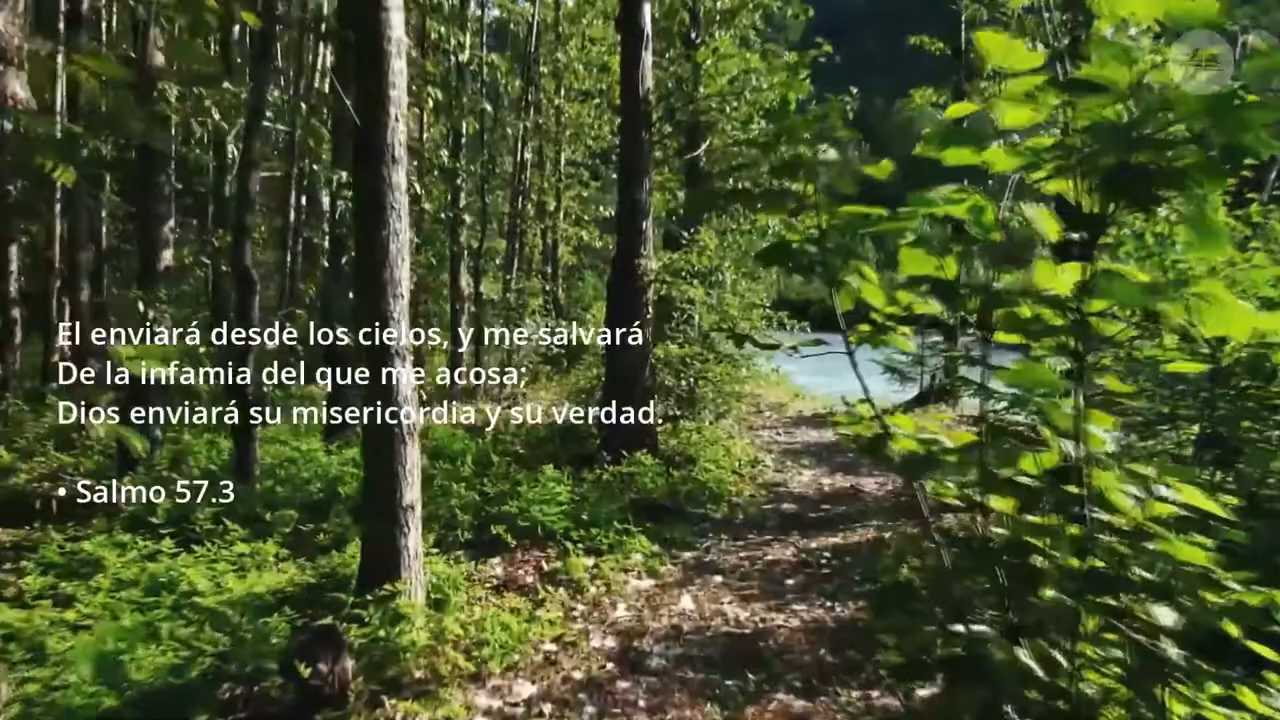 El enviará desde los cielos, y me salvará
De la infamia del que me acosa;
Dios enviará su misericordia y su verdad.
• Salmo 57.3